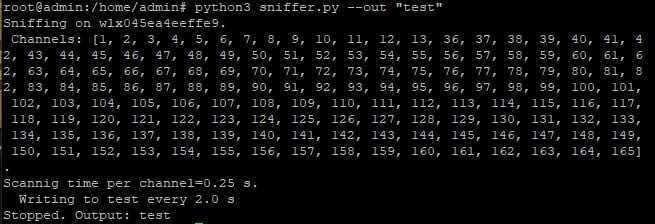 root@admin:/home/admin# python3 sniffer.py --out "test"
Sniffing on wlx045ea4eeffe9.
 Channels: [1, 2, 3, 4, 5, 6, 7, 8, 9, 10, 11, 12, 13, 36, 37, 38, 39, 40, 41, 4
2, 43, 44, 45, 46, 47, 48, 49, 50, 51, 52, 53, 54, 55, 56, 57, 58, 59, 60, 61, 6
2, 63, 64, 65, 66, 67, 68, 69, 70, 71, 72, 73, 74, 75, 76, 77, 78, 79, 80, 81, 8
2, 83, 84, 85, 86, 87, 88, 89, 90, 91, 92, 93, 94, 95, 96, 97, 98, 99, 100, 101,
 102, 103, 104, 105, 106, 107, 108, 109, 110, 111, 112, 113, 114, 115, 116, 117,
 118, 119, 120, 121, 122, 123, 124, 125, 126, 127, 128, 129, 130, 131, 132, 133,
 134, 135, 136, 137, 138, 139, 140, 141, 142, 143, 144, 145, 146, 147, 148, 149,
 150, 151, 152, 153, 154, 155, 156, 157, 158, 159, 160, 161, 162, 163, 164, 165]
.
Scannig time per channel=0.25 s.
  Writing to test every 2.0 s
Stopped. Output: test